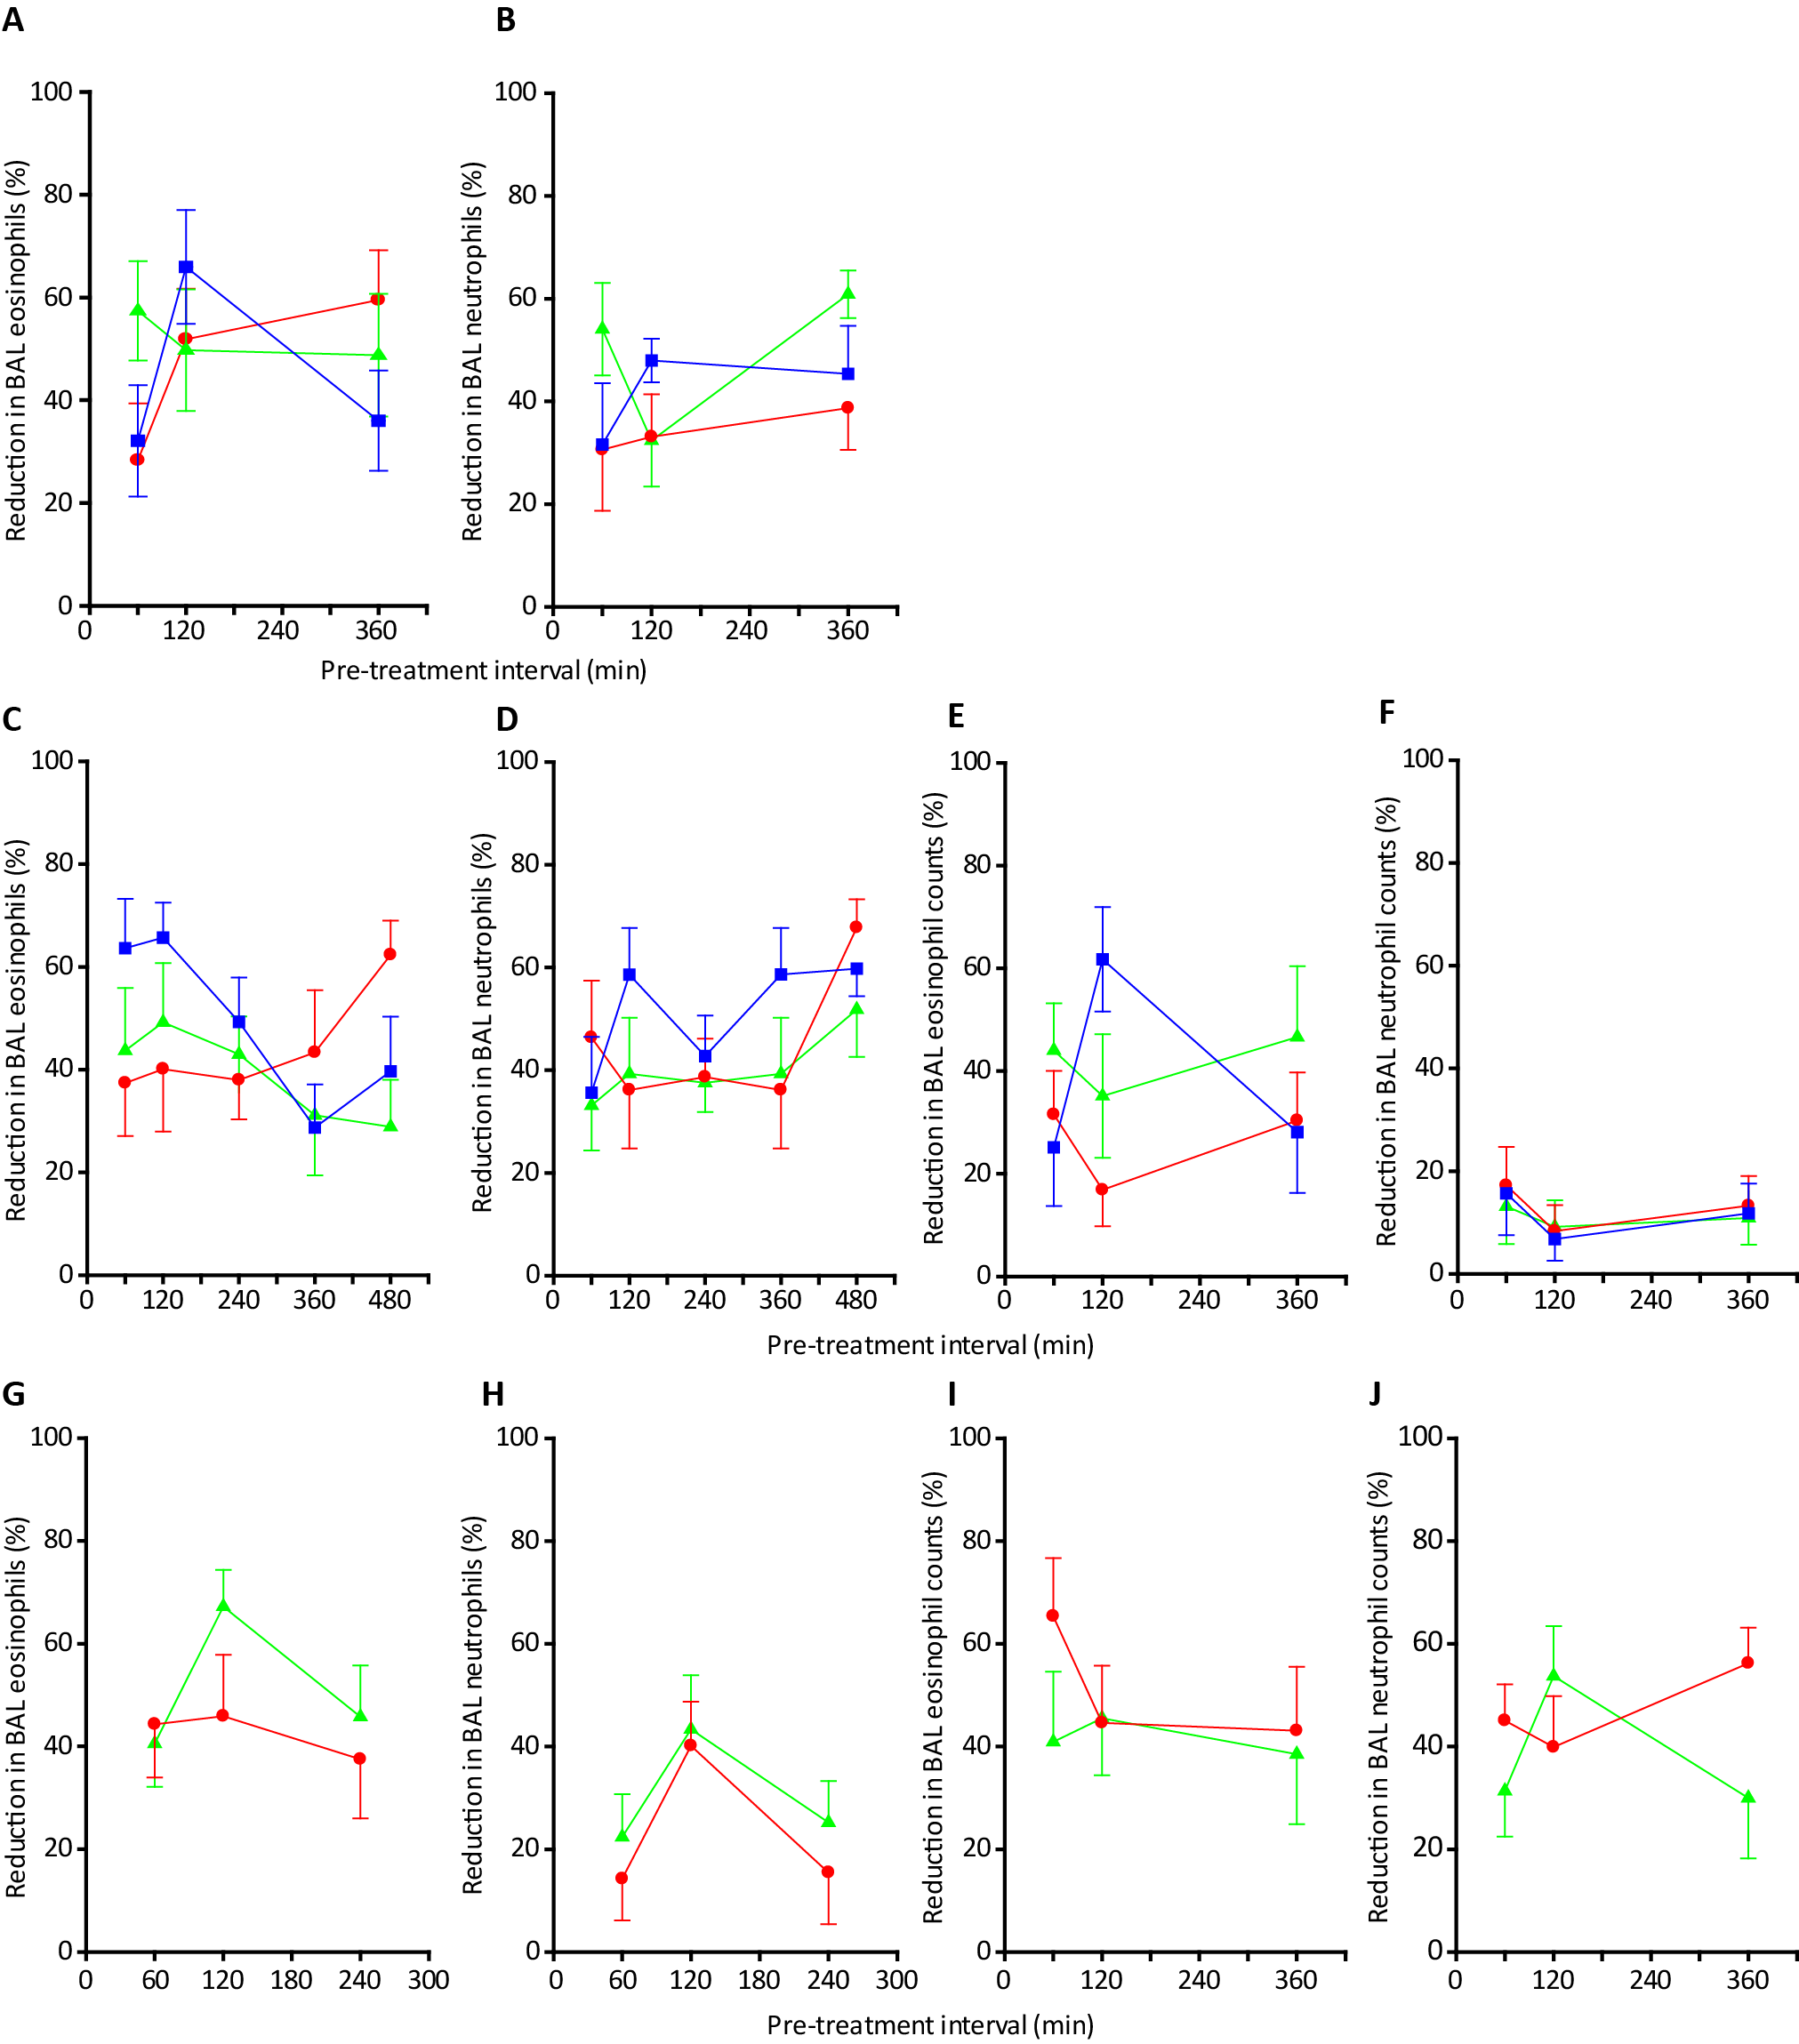 A
B
Reduction in BAL eosinophils (%)
100
80
60
40
20
0
0 120 240 360
Reduction in BAL neutrophils (%)
100
80
60
40
20
0
0 120 240 360
Pre-treatment interval (min)
C
D
E
F
Reduction in BAL eosinophils (%)
100
80
60
40
20
0
0 120 240 360 480
Reduction in BAL neutrophils (%)
100
80
60
40
20
0
0 120 240 360 480
Reduction in BAL eosinophil counts (%)
100
80
60
40
20
0
0 120 240 360
Reduction in BAL neutrophil counts (%)
100
80
60
40
20
0
0 120 240 360
Pre-treatment interval (min)
G
H
I
J
Reduction in BAL eosinophils (%)
100
80
60
40
20
0
0 60 120 180 240 300
Reduction in BAL neutrophils (%)
100
80
60
40
20
0
0 60 120 180 240 300
Reduction in BAL eosinophil counts (%)
100
80
60
40
20
0
0 120 240 360
Reduction in BAL neutrophil counts (%)
100
80
60
40
20
0
0 120 240 360
Pre-treatment interval (min)